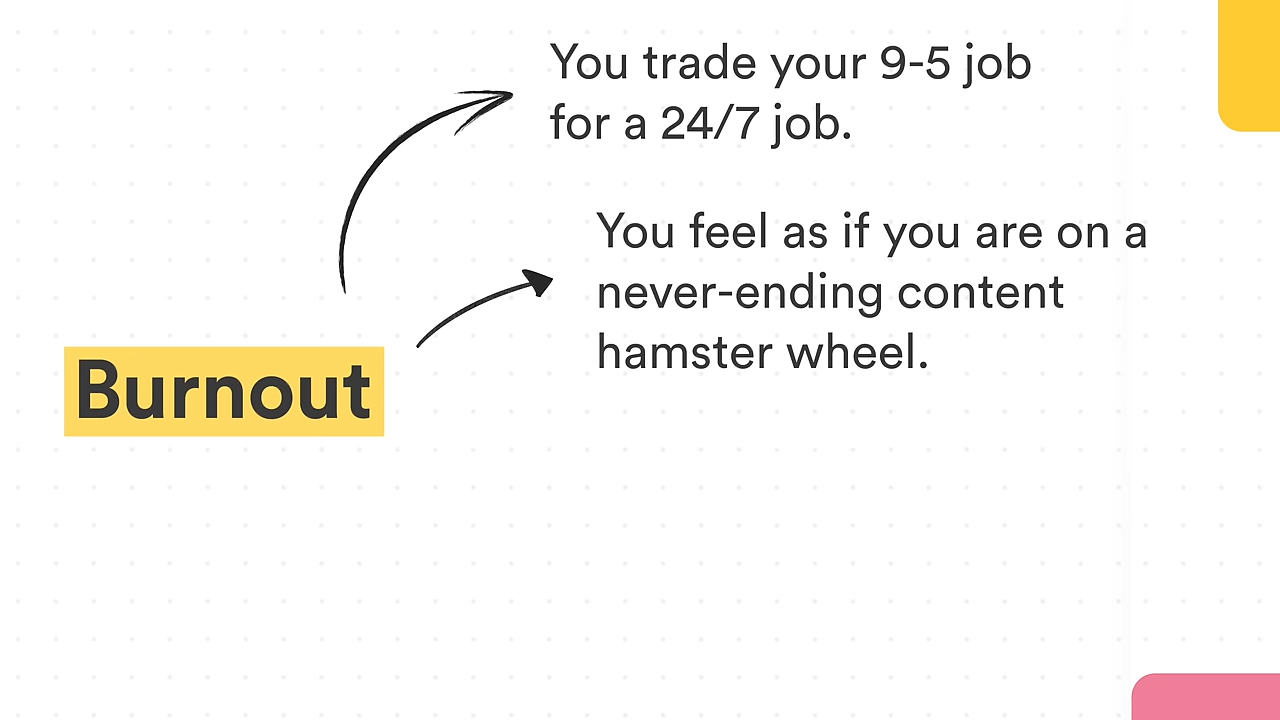 You trade your 9-5 job
for a 24/7 job.
You feel as if you are on a
never-ending content
hamster wheel.
Burnout